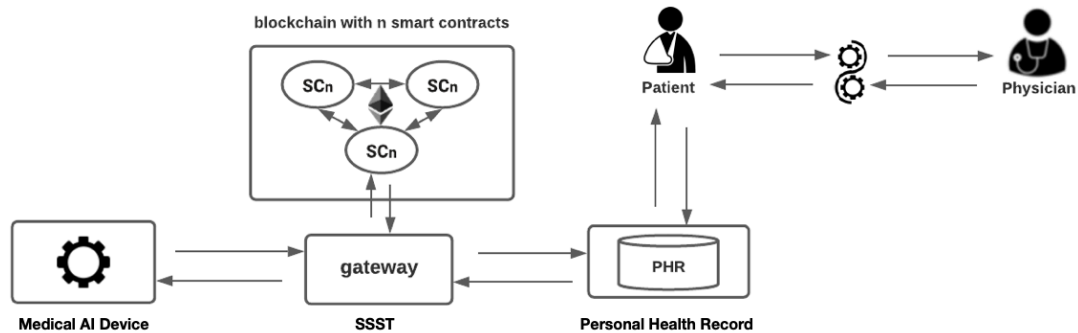 blockchain with n smart contracts
SCn
SCn
SCn
Patient
Physician
gateway
PHR
Medical AI Device
SSST
Personal Health Record